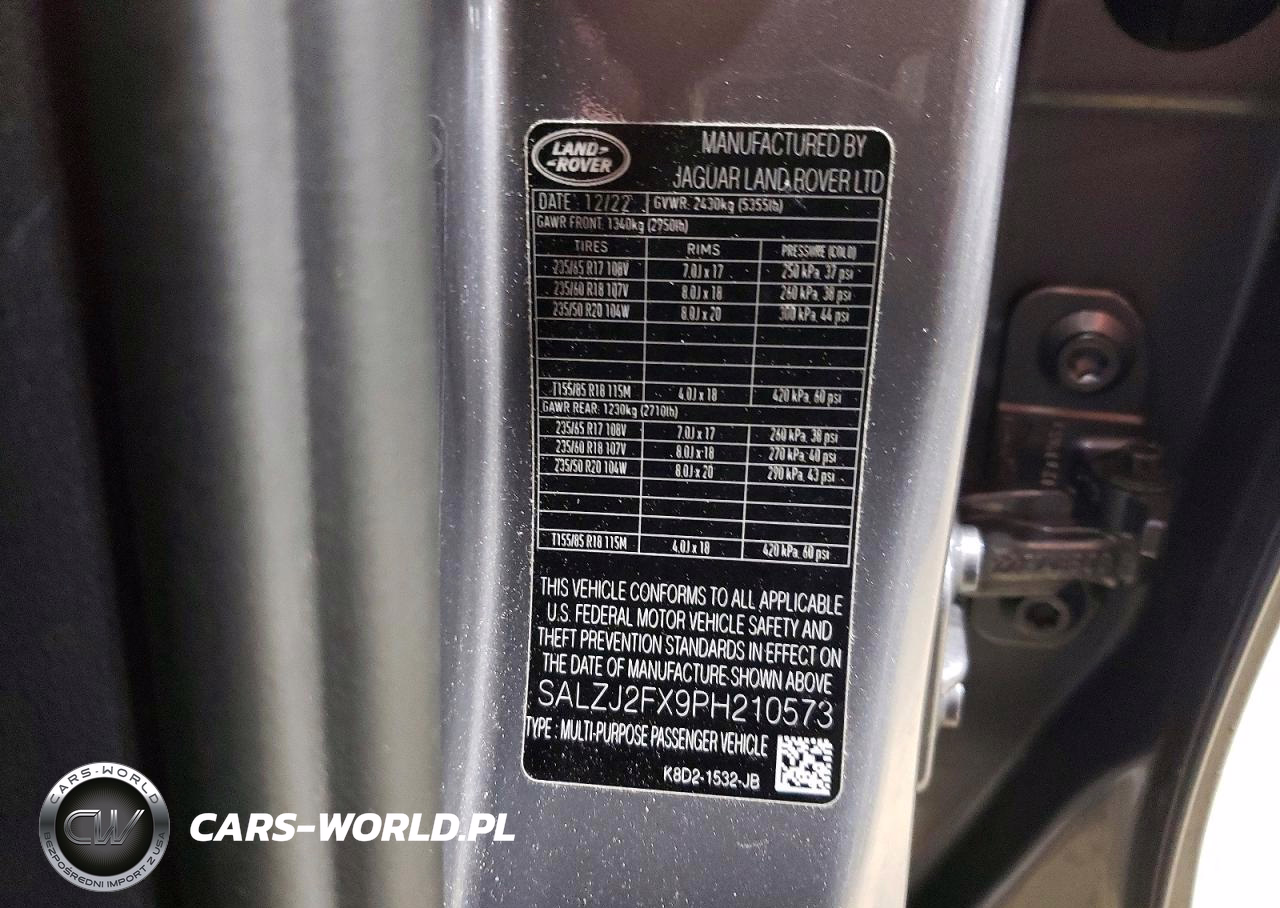 LAND-
-ROVER
MANUFACTURED BY
JAGUAR LAND ROVER LTD
DATE 12/22 GVWR: 2430kg (5355lb)
GAWR FRONT: 1340kg (2950lb)
TIRES RIMS PRESSURE (COLD)
235/65 R17 108V 7.0J x 17 250 kPa, 37 psi
235/60 R18 107V 8.0J x 18 260 kPa, 38 psi
235/50 R20 104W 8.0J x 20 300 kPa, 44 psi
T155/85 R18 115M 4.0J x 18 420 kPa, 60 psi
GAWR REAR: 1230kg (2710lb)
235/65 R17 108V 7.0J x 17 260 kPa, 38 psi
235/60 R18 107V 8.0J x 18 270 kPa, 40 psi
235/50 R20 104W 8.0J x 20 290 kPa, 43 psi
T155/85 R18 115M 4.0J x 18 420 kPa, 60 psi
THIS VEHICLE CONFORMS TO ALL APPLICABLE
U.S. FEDERAL MOTOR VEHICLE SAFETY AND
THEFT PREVENTION STANDARDS IN EFFECT ON
THE DATE OF MANUFACTURE SHOWN ABOVE
SALZJ2FX9PH210573
TYPE : MULTI-PURPOSE PASSENGER VEHICLE
K8D2-1532-JB
CARS-WORLD
CW
BEZPOŚREDNI IMPORT Z USA
CARS-WORLD.PL